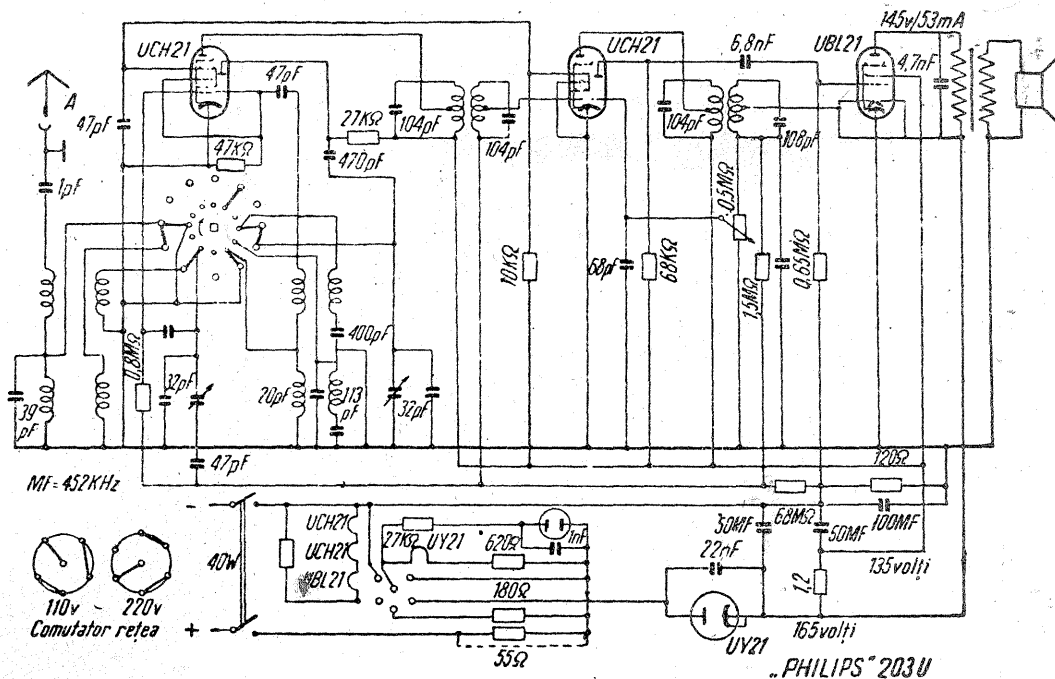 UCH21
UCH21
UBL21
145v/53mA
6,8nF
4,7nF
A
47pF
47pF
27KΩ
104pF
104pF
104pF
108pF
47KΩ
470pF
1pF
0,5MΩ
10KΩ
68pF
68KΩ
1,5MΩ
0,65MΩ
0,8MΩ
400pF
39
pF
32pF
20pF
113
pF
32pF
47pF
120Ω
MF=452KHz
-
68MΩ
50MF
50MF
100MF
40W
UCH21
UCH21
UBL21
27KΩ
UY21
1nF
620Ω
180Ω
55Ω
22nF
135volți
1,2
110v - 220v
Comutator rețea
+
UY21
165volți
„PHILIPS" 203U